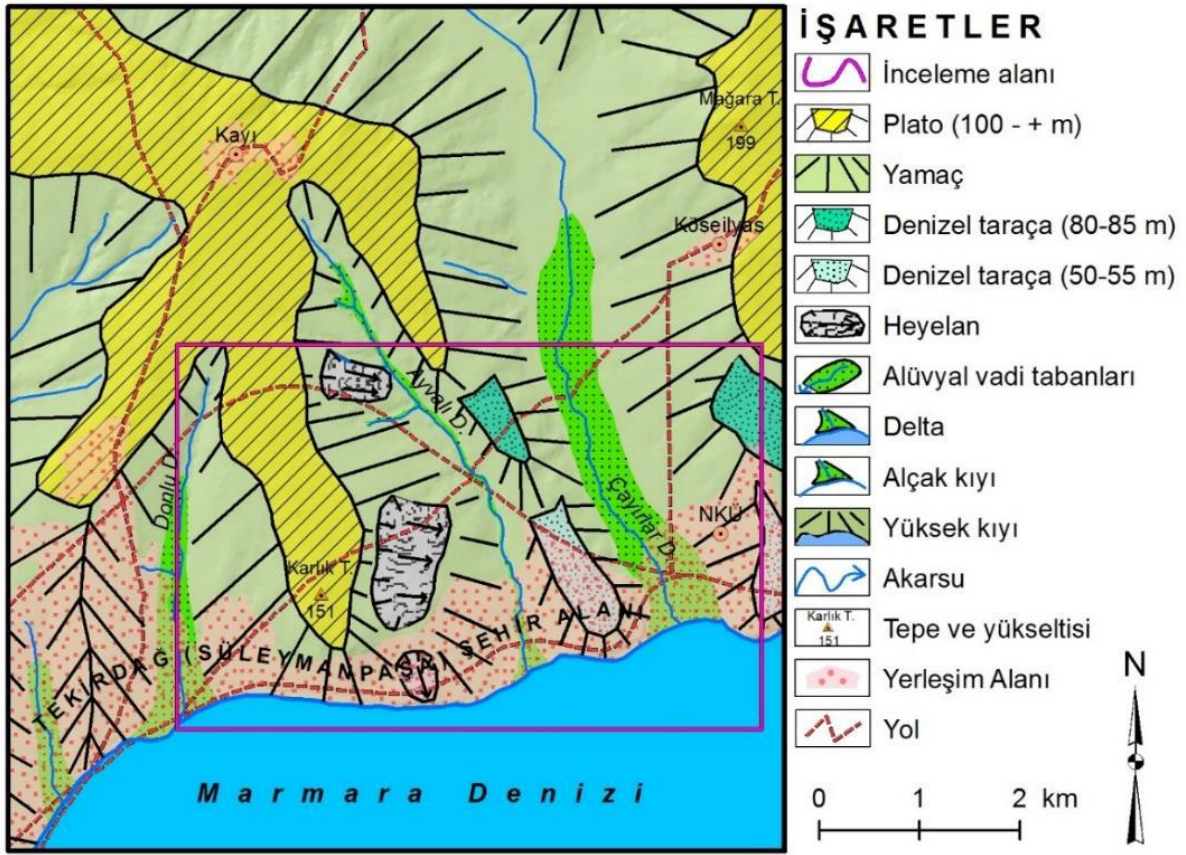 Kayı
Mağara T.
199
Köseilyas
Ayvalı D.
Danlu D.
Çayırlar D.
NKÜ
Karlık T.
151
TEKİRDAĞ (SÜLEYMANPAŞA) ŞEHİR ALANI
Marmara Denizi
İŞARETLER
İnceleme alanı
Plato (100 - + m)
Yamaç
Denizel taraça (80-85 m)
Denizel taraça (50-55 m)
Heyelan
Alüvyal vadi tabanları
Delta
Alçak kıyı
Yüksek kıyı
Akarsu
Karlık T.
151
Tepe ve yükseltisi
Yerleşim Alanı
Yol
N
0 1 2 km